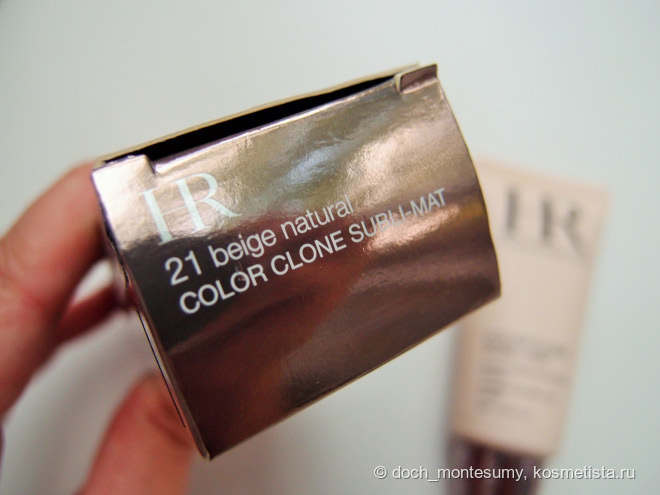 HR
21 beige natural
COLOR CLONE SUBLI-MAT
HR
© doch_montesumy, kosmetista.ru